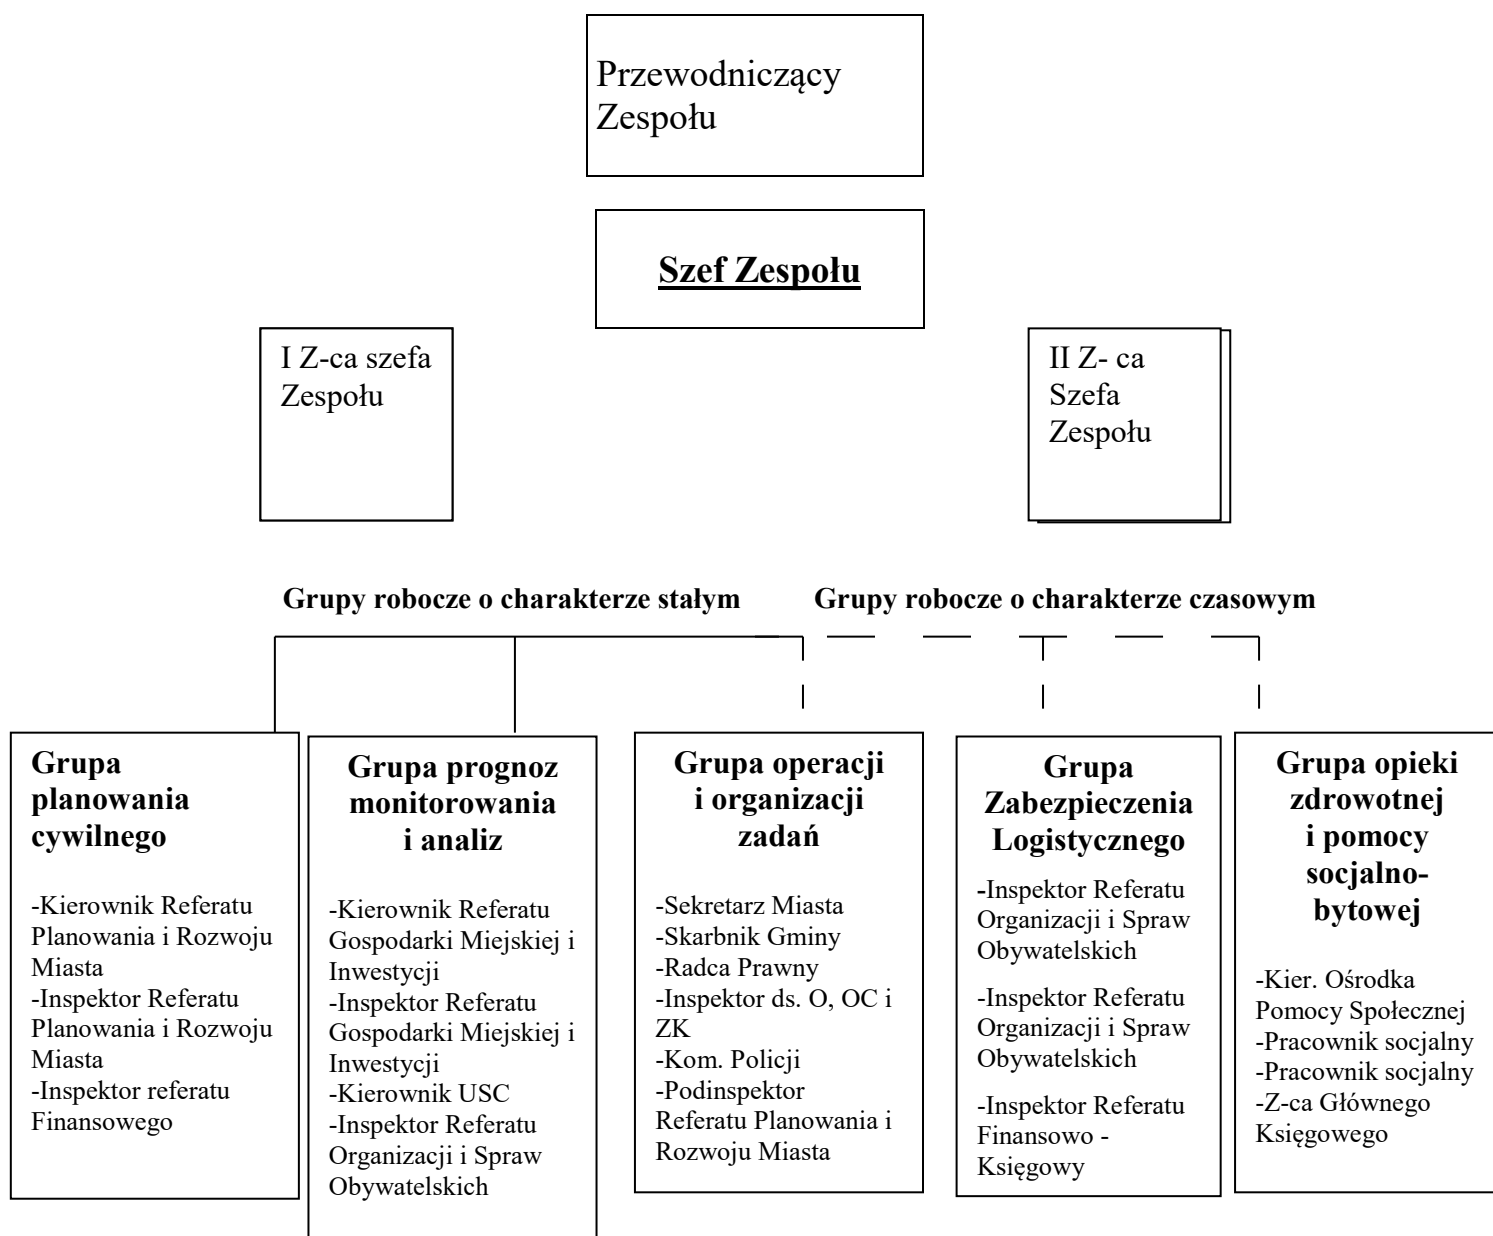 Przewodniczący
Zespołu
Szef Zespołu
I Z-ca szefa
Zespołu
II Z- ca
Szefa
Zespołu
Grupy robocze o charakterze stałym
Grupy robocze o charakterze czasowym
Grupa
planowania
cywilnego
-Kierownik Referatu
Planowania i Rozwoju
Miasta
-Inspektor Referatu
Planowania i Rozwoju
Miasta
-Inspektor referatu
Finansowego
Grupa prognoz
monitorowania
i analiz
-Kierownik Referatu
Gospodarki Miejskiej i
Inwestycji
-Inspektor Referatu
Gospodarki Miejskiej i
Inwestycji
-Kierownik USC
-Inspektor Referatu
Organizacji i Spraw
Obywatelskich
Grupa operacji
i organizacji
zadań
-Sekretarz Miasta
-Skarbnik Gminy
-Radca Prawny
-Inspektor ds. O, OC i
ZK
-Kom. Policji
-Podinspektor
Referatu Planowania i
Rozwoju Miasta
Grupa
Zabezpieczenia
Logistycznego
-Inspektor Referatu
Organizacji i Spraw
Obywatelskich
-Inspektor Referatu
Organizacji i Spraw
Obywatelskich
-Inspektor Referatu
Finansowo -
Księgowy
Grupa opieki
zdrowotnej
i pomocy
socjalno-
bytowej
-Kier. Ośrodka
Pomocy Społecznej
-Pracownik socjalny
-Pracownik socjalny
-Z-ca Głównego
Księgowego